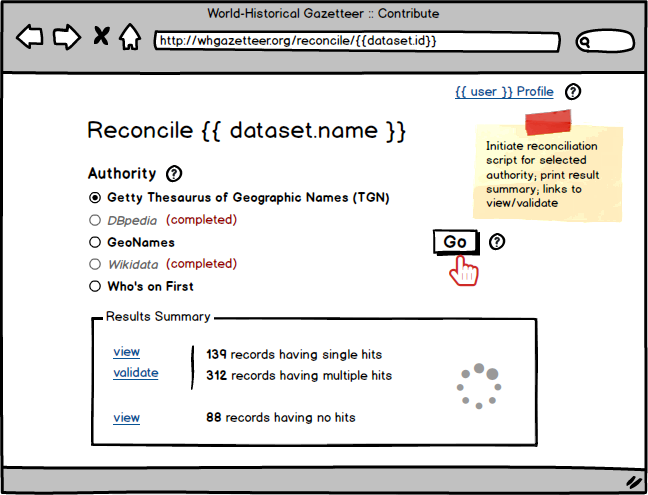 World-Historical Gazetteer :: Contribute
http://whgazetteer.org/reconcile/{{dataset.id}}
{{ user }} Profile ?
Reconcile {{ dataset.name }}
Initiate reconciliation
script for selected
authority; print result
summary; links to
view/validate
Authority ?
Getty Thesaurus of Geographic Names (TGN)
DBpedia (completed)
GeoNames
Go ?
Wikidata (completed)
Who's on First
Results Summary
view
139 records having single hits
validate
312 records having multiple hits
view
88 records having no hits